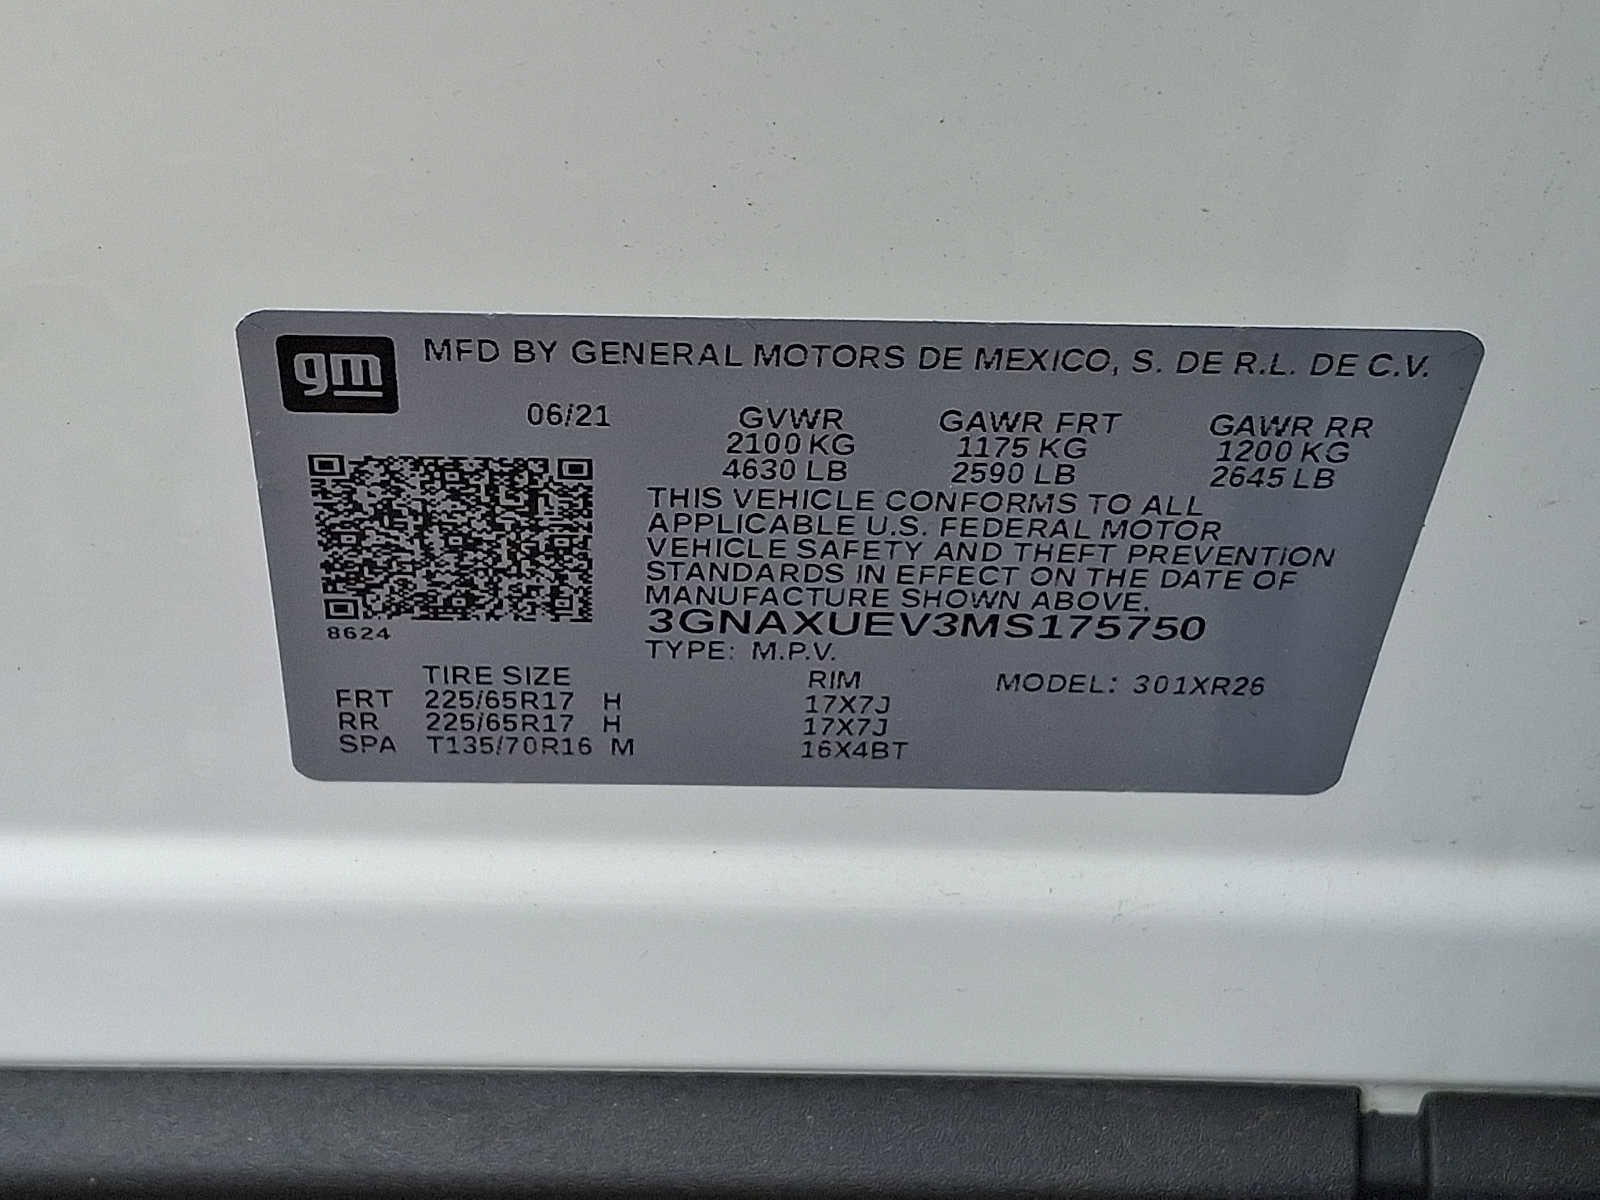 gm MFD BY GENERAL MOTORS DE MEXICO, S. DE R.L. DE C.V.
06/21 GVWR GAWR FRT GAWR RR
2100 KG 1175 KG 1200 KG
4630 LB 2590 LB 2645 LB
THIS VEHICLE CONFORMS TO ALL
APPLICABLE U.S. FEDERAL MOTOR
VEHICLE SAFETY AND THEFT PREVENTION
STANDARDS IN EFFECT ON THE DATE OF
MANUFACTURE SHOWN ABOVE.
3GNAXUEV3MS175750
8624
TYPE: M.P.V.
TIRE SIZE RIM MODEL: 301XR26
FRT 225/65R17 H 17X7J
RR 225/65R17 H 17X7J
SPA T135/70R16 M 16X4BT